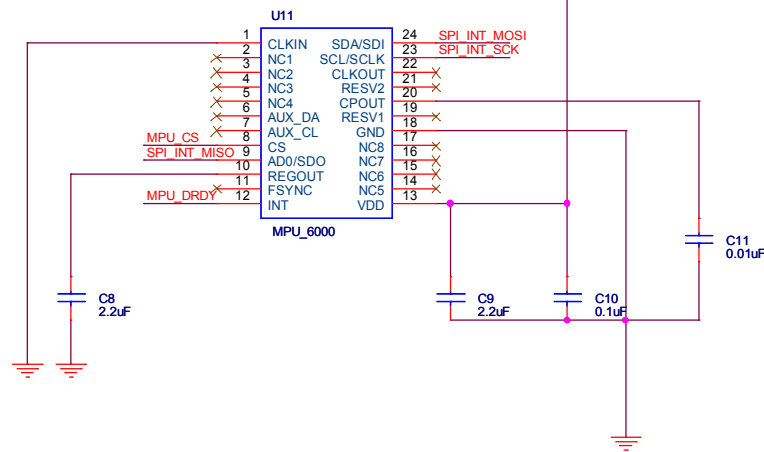 U11
1 CLKIN SDA/SDI 24 SPI_INT_MOSI
2 NC1 SCL/SCLK 23 SPI_INT_SCK
3 NC2 CLKOUT 22
4 NC3 RESV2 21
5 NC4 CPOUT 20
6 AUX_DA RESV1 19
7 AUX_CL GND 18
MPU_CS 8 CS NC8 17
SPI_INT_MISO 9 AD0/SDO NC7 16
10 REGOUT NC6 15
11 FSYNC NC5 14
MPU_DRDY 12 INT VDD 13
MPU_6000
C11
0.01uF
C8
2.2uF
C9
2.2uF
C10
0.1uF